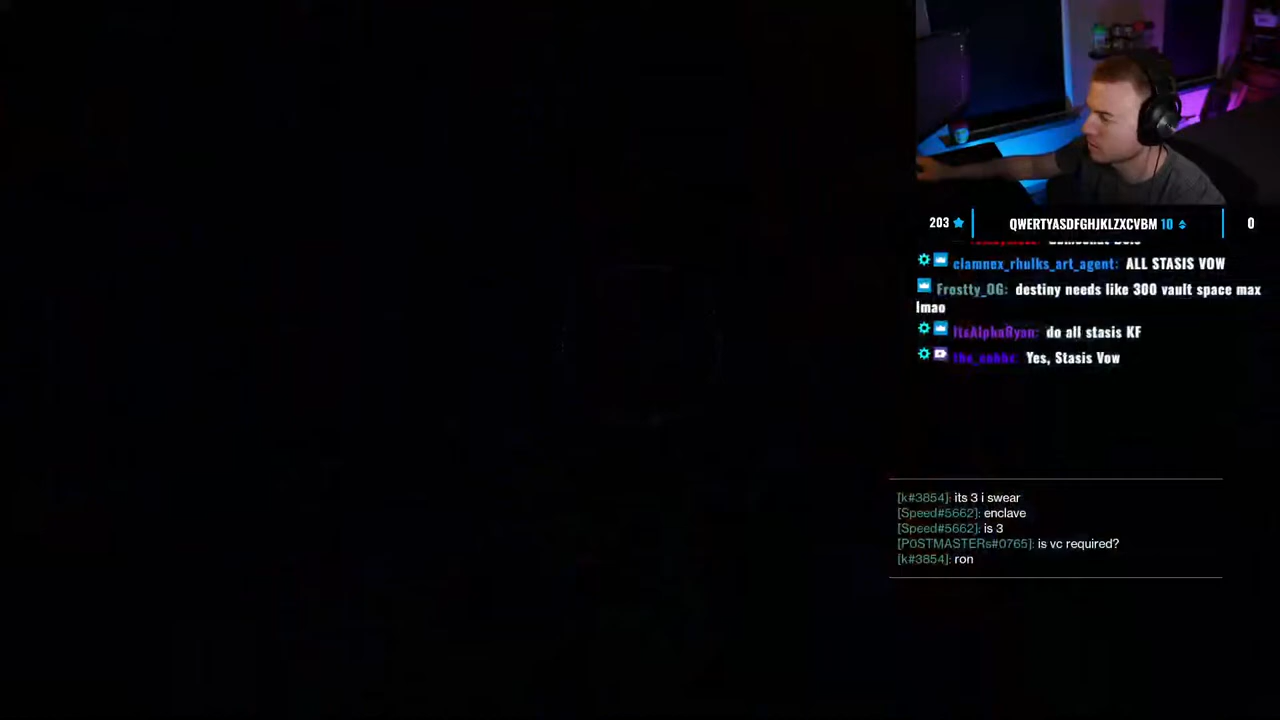 203 QWERTYASDFGHJKLZXCVBM 10 0
clamnex_rhulks_art_agent: ALL STASIS VOW
Frostty_OG: destiny needs like 300 vault space max
lmao
ItsAlphaRyan: do all stasis KF
Yes, Stasis Vow
[k#3854]: its 3 i swear
[Speed#5662]: enclave
[Speed#5662]: is 3
[P0STMASTERs#0765]: is vc required?
[k#3854]: ron